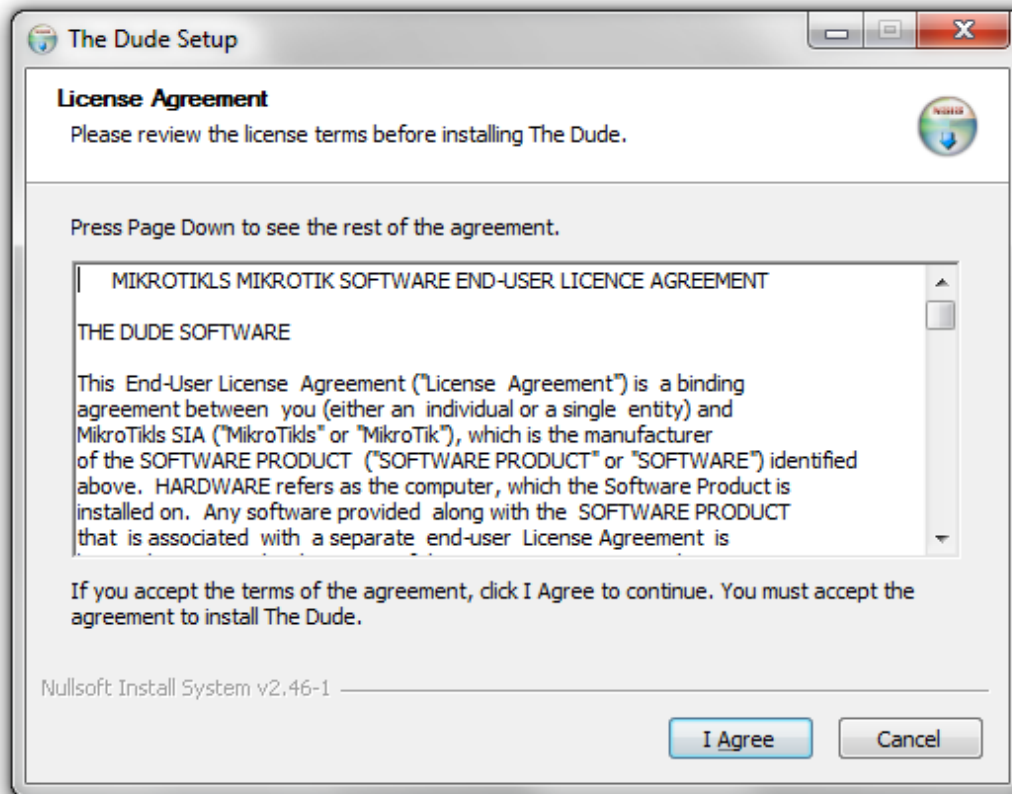 The Dude Setup
License Agreement
Please review the license terms before installing The Dude.
Press Page Down to see the rest of the agreement.
MIKROTIKLS MIKROTIK SOFTWARE END-USER LICENCE AGREEMENT
THE DUDE SOFTWARE
This End-User License Agreement ("License Agreement") is a binding
agreement between you (either an individual or a single entity) and
MikroTikls SIA ("MikroTikls" or "MikroTik"), which is the manufacturer
of the SOFTWARE PRODUCT ("SOFTWARE PRODUCT" or "SOFTWARE") identified
above. HARDWARE refers as the computer, which the Software Product is
installed on. Any software provided along with the SOFTWARE PRODUCT
that is associated with a separate end-user License Agreement is
If you accept the terms of the agreement, click I Agree to continue. You must accept the
agreement to install The Dude.
Nullsoft Install System v2.46-1
I Agree
Cancel